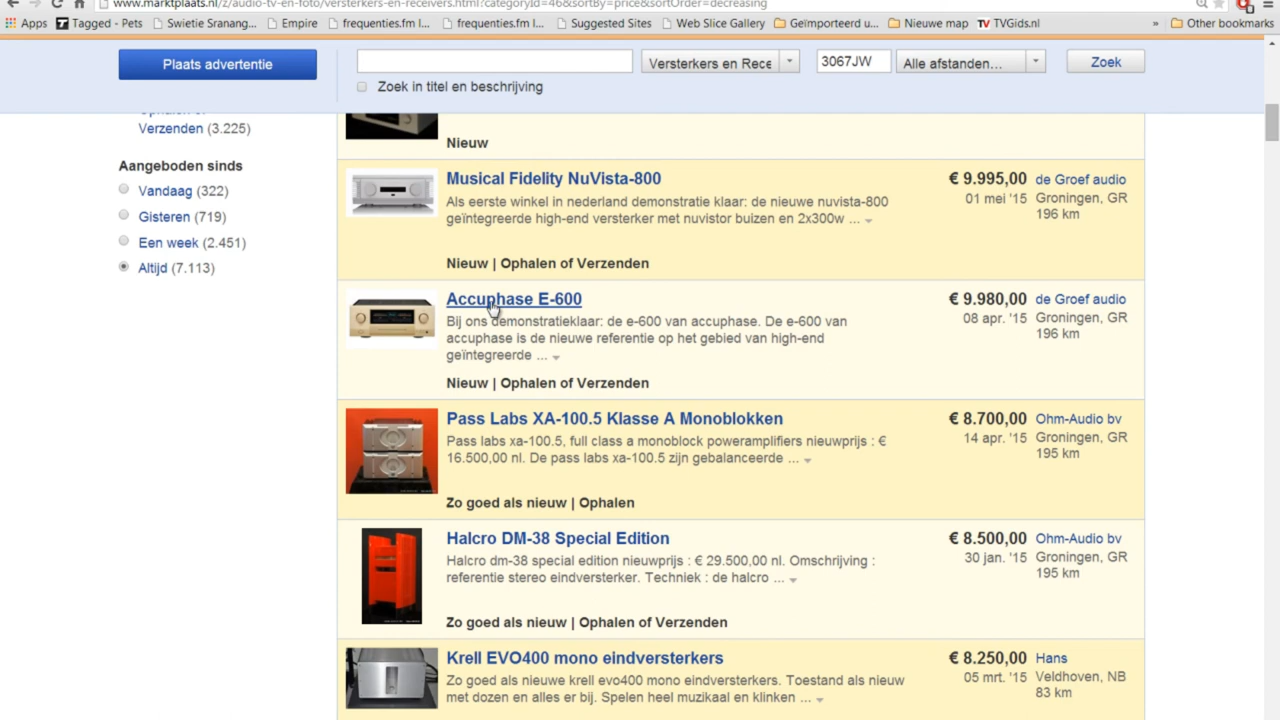 www.marktplaats.nl/z/audio-tv-en-foto/versterkers-en-receivers.html?categoryId=46&sortBy=price&sortOrder=decreasing
Apps Tagged - Pets Swietie Sranang... Empire frequenties.fm l... frequenties.fm l... Suggested Sites Web Slice Gallery Geïmporteerd u... Nieuwe map TV TVGids.nl » Other bookmarks
Plaats advertentie Versterkers en Rece 3067JW Alle afstanden... Zoek
Zoek in titel en beschrijving
Ophalen of
Verzenden (3.225)
Aangeboden sinds
Vandaag (322)
Gisteren (719)
Een week (2.451)
Altijd (7.113)
Nieuw
Musical Fidelity NuVista-800 € 9.995,00 de Groef audio
Als eerste winkel in nederland demonstratie klaar: de nieuwe nuvista-800 01 mei '15 Groningen, GR
geïntegreerde high-end versterker met nuvistor buizen en 2x300w ... 196 km
Nieuw | Ophalen of Verzenden
Accuphase E-600 € 9.980,00 de Groef audio
Bij ons demonstratieklaar: de e-600 van accuphase. De e-600 van 08 apr. '15 Groningen, GR
accuphase is de nieuwe referentie op het gebied van high-end 196 km
geïntegreerde ...
Nieuw | Ophalen of Verzenden
Pass Labs XA-100.5 Klasse A Monoblokken € 8.700,00 Ohm-Audio bv
Pass labs xa-100.5, full class a monoblock poweramplifiers nieuwprijs : € 14 apr. '15 Groningen, GR
16.500,00 nl. De pass labs xa-100.5 zijn gebalanceerde ... 195 km
Zo goed als nieuw | Ophalen
Halcro DM-38 Special Edition € 8.500,00 Ohm-Audio bv
Halcro dm-38 special edition nieuwprijs : € 29.500,00 nl. Omschrijving : 30 jan. '15 Groningen, GR
referentie stereo eindversterker. Techniek : de halcro ... 195 km
Zo goed als nieuw | Ophalen of Verzenden
Krell EVO400 mono eindversterkers € 8.250,00 Hans
Zo goed als nieuwe krell evo400 mono eindversterkers. Toestand als nieuw 05 mrt. '15 Veldhoven, NB
met dozen en alles er bij. Spelen heel muzikaal en klinken ... 83 km